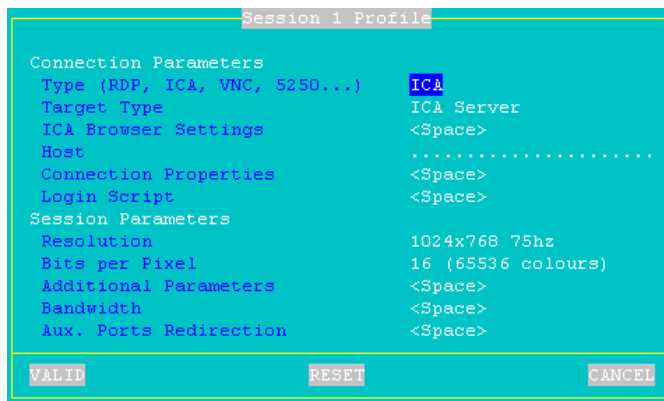 Session 1 Profile
Connection Parameters
Type (RDP, ICA, VNC, 5250...) ICA
Target Type ICA Server
ICA Browser Settings <Space>
Host ......................
Connection Properties <Space>
Login Script <Space>
Session Parameters
Resolution 1024x768 75hz
Bits per Pixel 16 (65536 colours)
Additional Parameters <Space>
Bandwidth <Space>
Aux. Ports Redirection <Space>
VALID RESET CANCEL